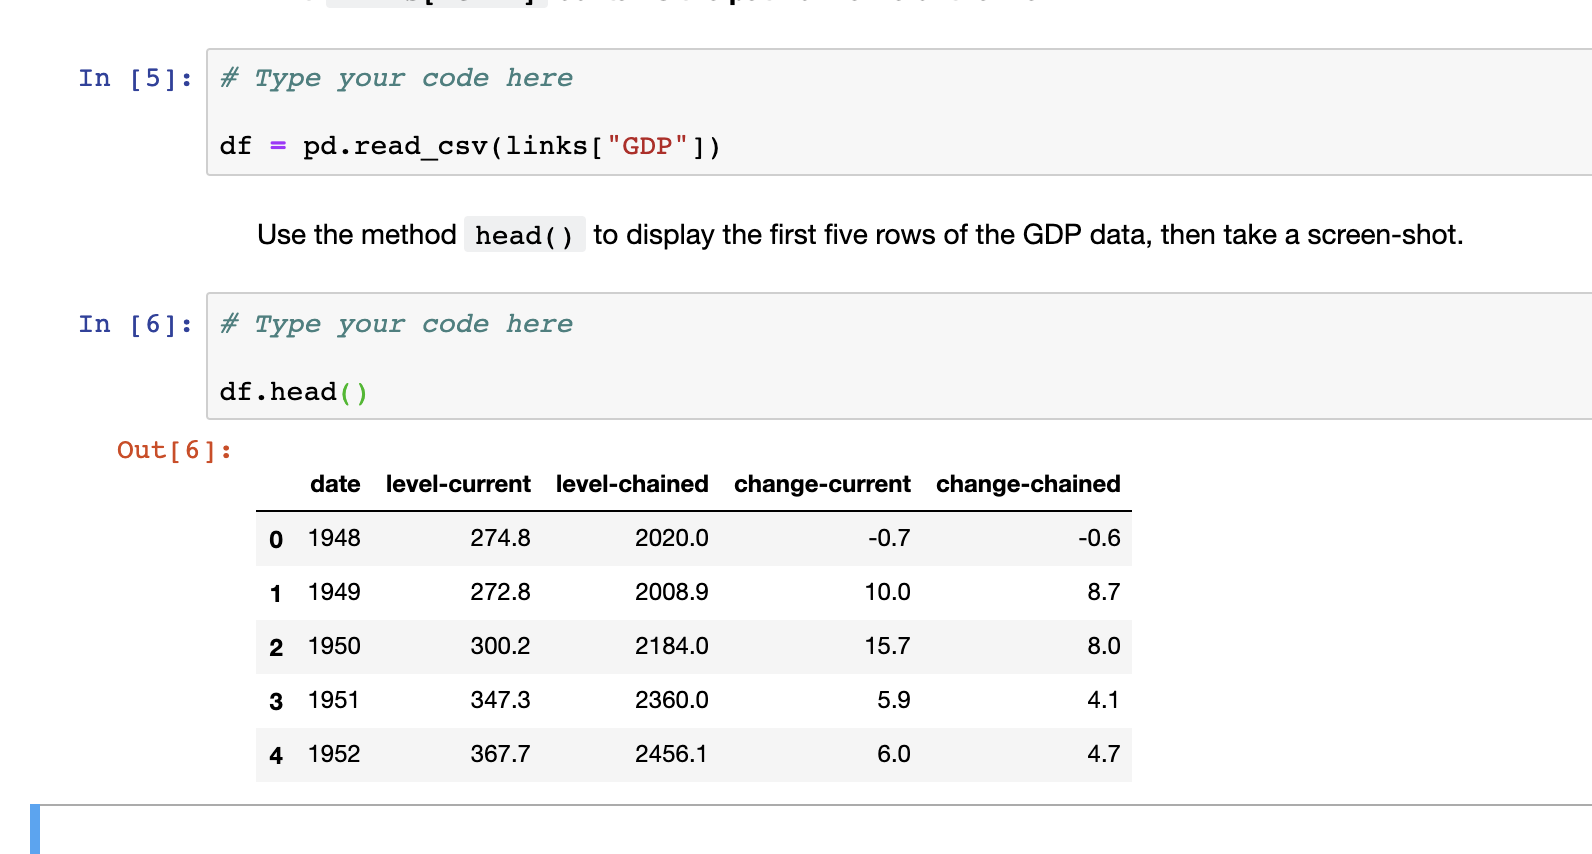 In [5]: # Type your code here
df = pd.read_csv(links["GDP"])
Use the method head() to display the first five rows of the GDP data, then take a screen-shot.
In [6]: # Type your code here
df.head()
Out[6]:
date level-current level-chained change-current change-chained
0 1948 274.8 2020.0 -0.7 -0.6
1 1949 272.8 2008.9 10.0 8.7
2 1950 300.2 2184.0 15.7 8.0
3 1951 347.3 2360.0 5.9 4.1
4 1952 367.7 2456.1 6.0 4.7